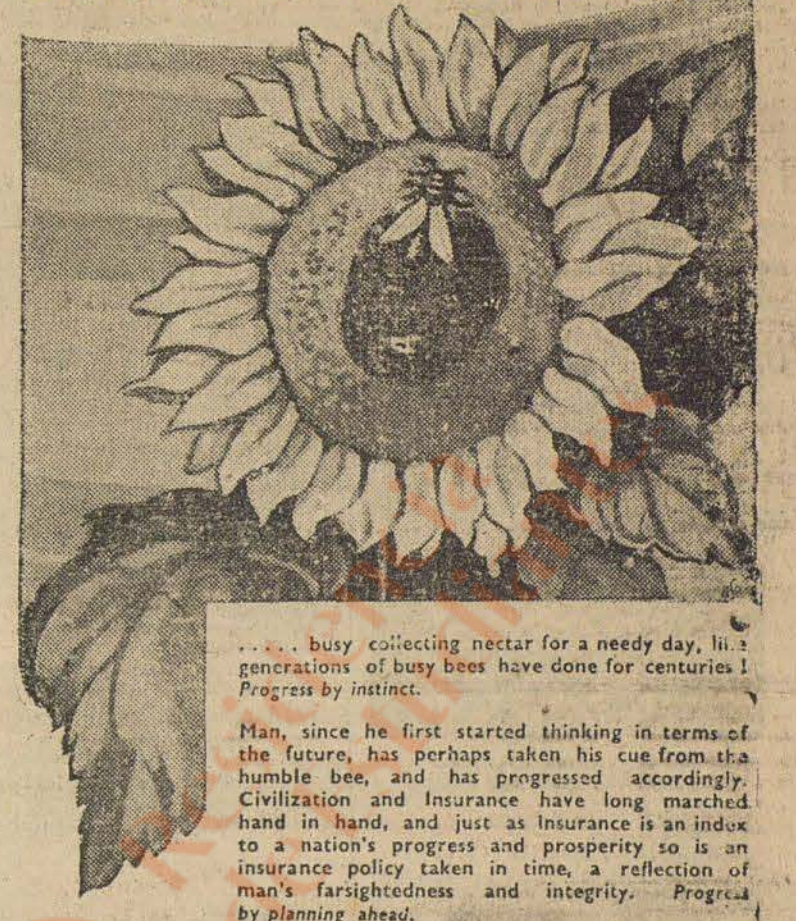 ..... busy collecting nectar for a needy day, like
generations of busy bees have done for centuries !
Progress by instinct.
Man, since he first started thinking in terms of
the future, has perhaps taken his cue from the
humble bee, and has progressed accordingly.
Civilization and Insurance have long marched
hand in hand, and just as Insurance is an index
to a nation's progress and prosperity so is an
insurance policy taken in time, a reflection of
man's farsightedness and integrity. Progress
by planning ahead.